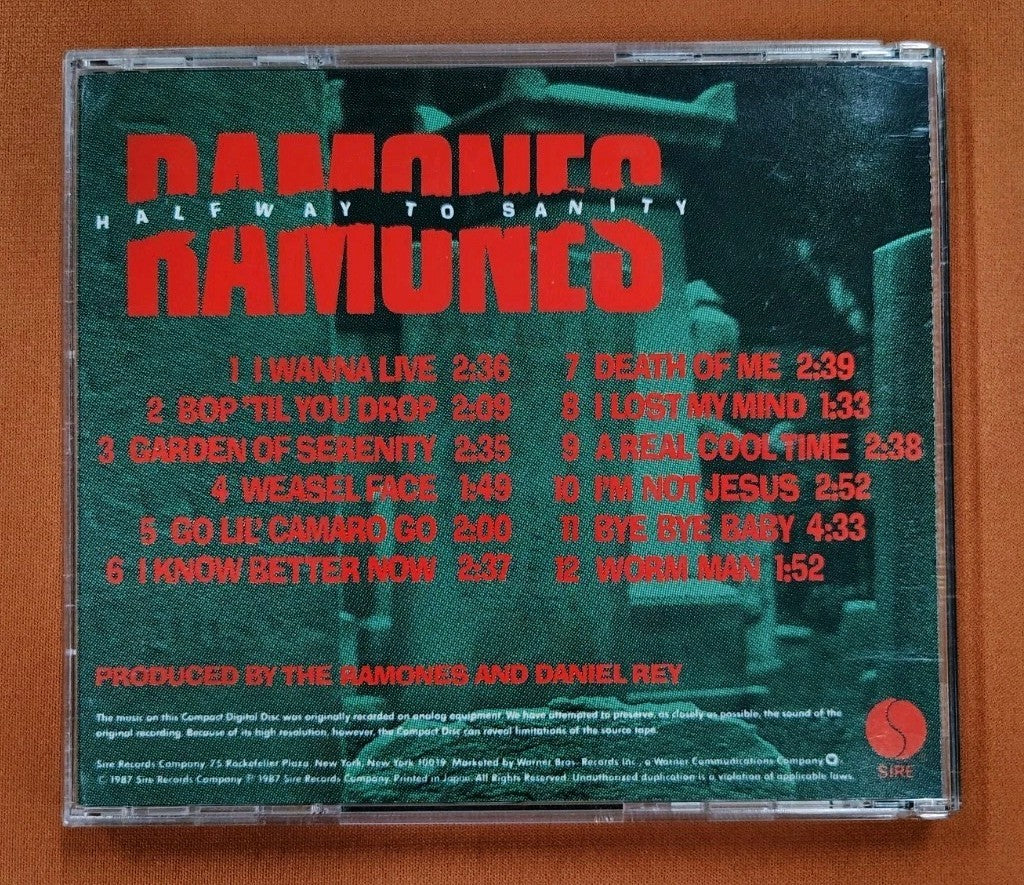 RAMONES
HALFWAY TO SANITY
RAMONES
1 I WANNA LIVE 2:36
2 BOP 'TIL YOU DROP 2:09
3 GARDEN OF SERENITY 2:35
4 WEASEL FACE 1:49
5 GO LIL' CAMARO GO 2:00
6 I KNOW BETTER NOW 2:37
7 DEATH OF ME 2:39
8 I LOST MY MIND 1:33
9 A REAL COOL TIME 2:38
10 I'M NOT JESUS 2:52
11 BYE BYE BABY 4:33
12 WORM MAN 1:52
PRODUCED BY THE RAMONES AND DANIEL REY
The music on this Compact Digital Disc was originally recorded on analog equipment. We have attempted to preserve, as closely as possible, the sound of the
original recording. Because of its high resolution, however, the Compact Disc can reveal limitations of the source tape.
Sire Records Company, 75 Rockefeller Plaza, New York, New York, 10019. Marketed by Warner Bros. Records Inc., a Warner Communications Company
© 1987 Sire Records Company ℗ 1987 Sire Records Company. Printed in Japan. All Rights Reserved. Unauthorized duplication is a violation of applicable laws.
S
SIRE